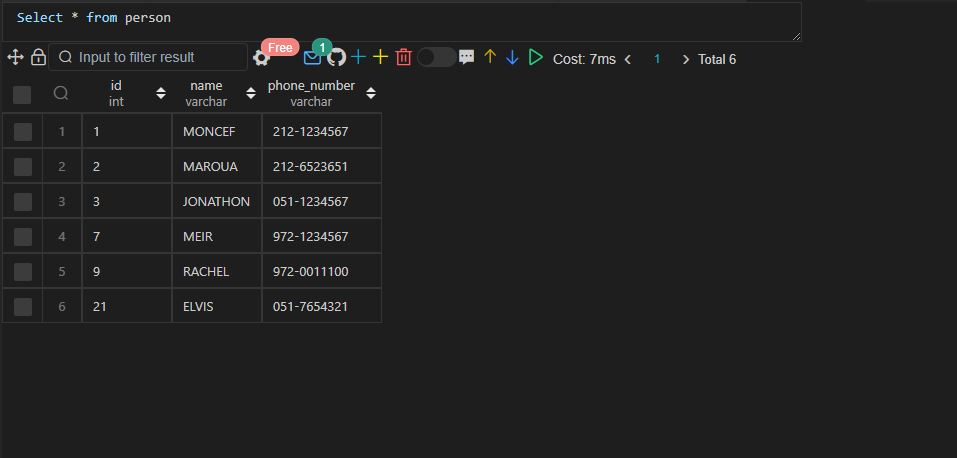 Select * from person
Input to filter result Free 1 Cost: 7ms 1 Total 6
id name phone_number
int varchar varchar
1 1 MONCEF 212-1234567
2 2 MAROUA 212-6523651
3 3 JONATHON 051-1234567
4 7 MEIR 972-1234567
5 9 RACHEL 972-0011100
6 21 ELVIS 051-7654321